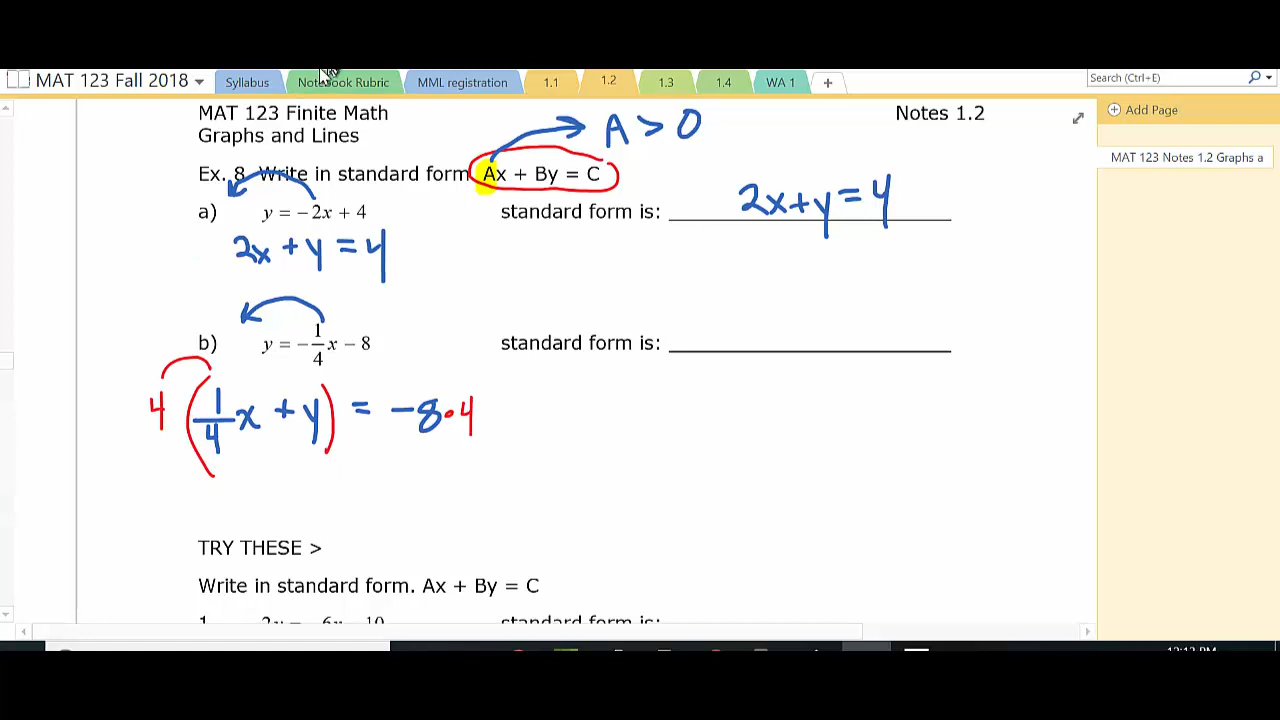 MAT 123 Fall 2018 Syllabus Notebook Rubric MML registration 1.1 1.2 1.3 1.4 WA 1 + Search (Ctrl+E)
Add Page
MAT 123 Notes 1.2 Graphs a
MAT 123 Finite Math Notes 1.2
Graphs and Lines A > 0
Ex. 8 Write in standard form Ax + By = C
a) y = −2x + 4 standard form is: 2x+y=4
2x + y = 4
b) y = −1/4x − 8 standard form is:
4 (1/4x + y) = −8•4
TRY THESE >
Write in standard form. Ax + By = C
standard form is: